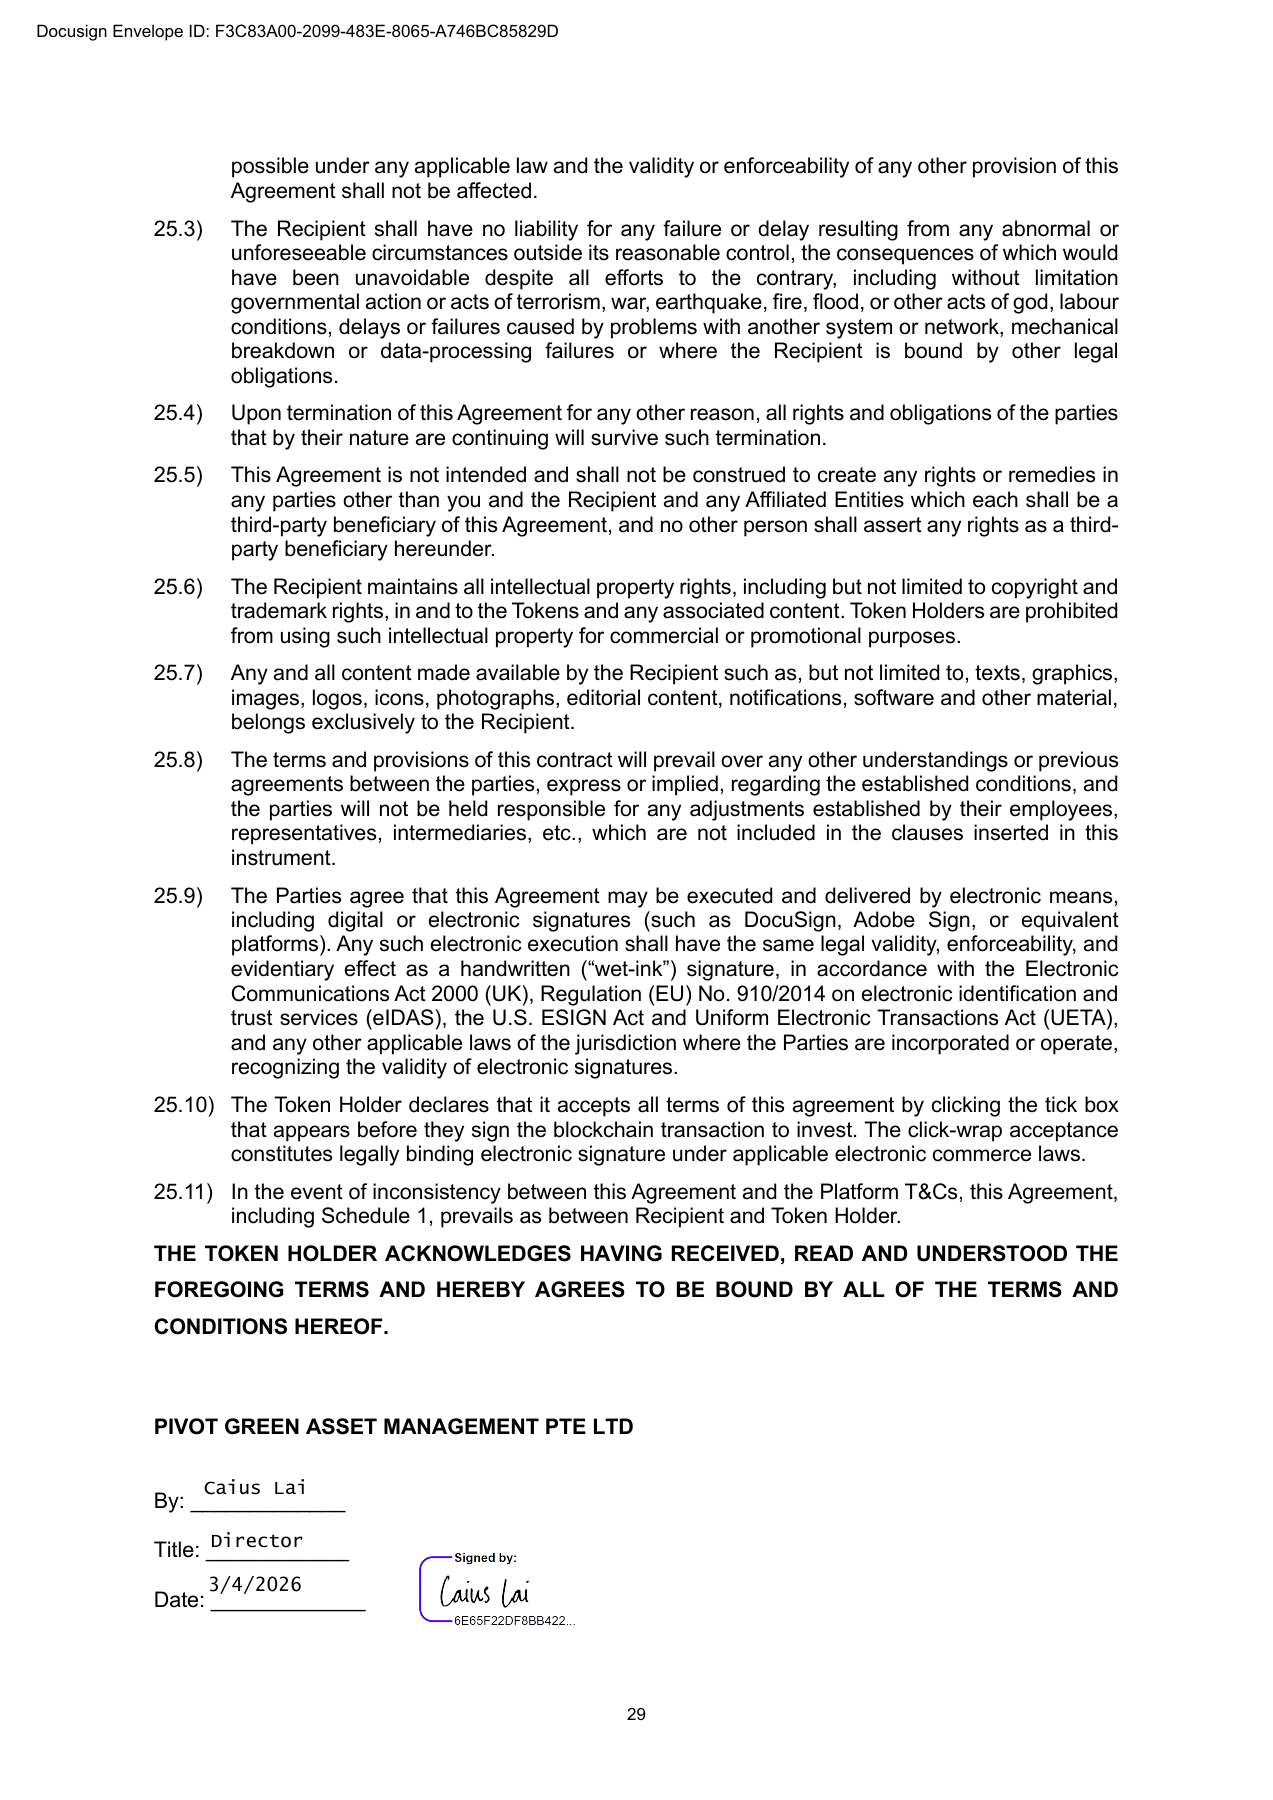 Docusign Envelope ID: F3C83A00-2099-483E-8065-A746BC85829D
possible under any applicable law and the validity or enforceability of any other provision of this
Agreement shall not be affected.
25.3) The Recipient shall have no liability for any failure or delay resulting from any abnormal or
unforeseeable circumstances outside its reasonable control, the consequences of which would
have been unavoidable despite all efforts to the contrary, including without limitation
governmental action or acts of terrorism, war, earthquake, fire, flood, or other acts of god, labour
conditions, delays or failures caused by problems with another system or network, mechanical
breakdown or data-processing failures or where the Recipient is bound by other legal
obligations.
25.4) Upon termination of this Agreement for any other reason, all rights and obligations of the parties
that by their nature are continuing will survive such termination.
25.5) This Agreement is not intended and shall not be construed to create any rights or remedies in
any parties other than you and the Recipient and any Affiliated Entities which each shall be a
third-party beneficiary of this Agreement, and no other person shall assert any rights as a third-
party beneficiary hereunder.
25.6) The Recipient maintains all intellectual property rights, including but not limited to copyright and
trademark rights, in and to the Tokens and any associated content. Token Holders are prohibited
from using such intellectual property for commercial or promotional purposes.
25.7) Any and all content made available by the Recipient such as, but not limited to, texts, graphics,
images, logos, icons, photographs, editorial content, notifications, software and other material,
belongs exclusively to the Recipient.
25.8) The terms and provisions of this contract will prevail over any other understandings or previous
agreements between the parties, express or implied, regarding the established conditions, and
the parties will not be held responsible for any adjustments established by their employees,
representatives, intermediaries, etc., which are not included in the clauses inserted in this
instrument.
25.9) The Parties agree that this Agreement may be executed and delivered by electronic means,
including digital or electronic signatures (such as DocuSign, Adobe Sign, or equivalent
platforms). Any such electronic execution shall have the same legal validity, enforceability, and
evidentiary effect as a handwritten (“wet-ink”) signature, in accordance with the Electronic
Communications Act 2000 (UK), Regulation (EU) No. 910/2014 on electronic identification and
trust services (eIDAS), the U.S. ESIGN Act and Uniform Electronic Transactions Act (UETA),
and any other applicable laws of the jurisdiction where the Parties are incorporated or operate,
recognizing the validity of electronic signatures.
25.10) The Token Holder declares that it accepts all terms of this agreement by clicking the tick box
that appears before they sign the blockchain transaction to invest. The click-wrap acceptance
constitutes legally binding electronic signature under applicable electronic commerce laws.
25.11) In the event of inconsistency between this Agreement and the Platform T&Cs, this Agreement,
including Schedule 1, prevails as between Recipient and Token Holder.
THE TOKEN HOLDER ACKNOWLEDGES HAVING RECEIVED, READ AND UNDERSTOOD THE
FOREGOING TERMS AND HEREBY AGREES TO BE BOUND BY ALL OF THE TERMS AND
CONDITIONS HEREOF.
PIVOT GREEN ASSET MANAGEMENT PTE LTD
By: Caius Lai
Title: Director
Date: 3/4/2026
Signed by:
Caius Lai
6E65F22DF8BB422...
29